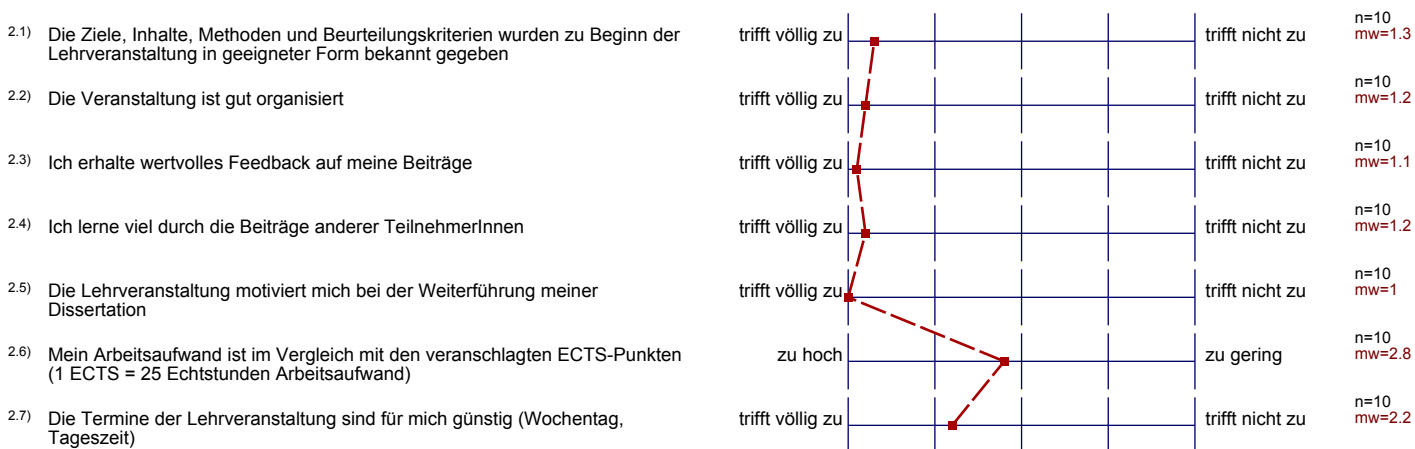 2.1) Die Ziele, Inhalte, Methoden und Beurteilungskriterien wurden zu Beginn der
Lehrveranstaltung in geeigneter Form bekannt gegeben
trifft völlig zu
trifft nicht zu
n=10
mw=1.3
2.2) Die Veranstaltung ist gut organisiert
trifft völlig zu
trifft nicht zu
n=10
mw=1.2
2.3) Ich erhalte wertvolles Feedback auf meine Beiträge
trifft völlig zu
trifft nicht zu
n=10
mw=1.1
2.4) Ich lerne viel durch die Beiträge anderer TeilnehmerInnen
trifft völlig zu
trifft nicht zu
n=10
mw=1.2
2.5) Die Lehrveranstaltung motiviert mich bei der Weiterführung meiner
Dissertation
trifft völlig zu
trifft nicht zu
n=10
mw=1
2.6) Mein Arbeitsaufwand ist im Vergleich mit den veranschlagten ECTS-Punkten
(1 ECTS = 25 Echtstunden Arbeitsaufwand)
zu hoch
zu gering
n=10
mw=2.8
2.7) Die Termine der Lehrveranstaltung sind für mich günstig (Wochentag,
Tageszeit)
trifft völlig zu
trifft nicht zu
n=10
mw=2.2